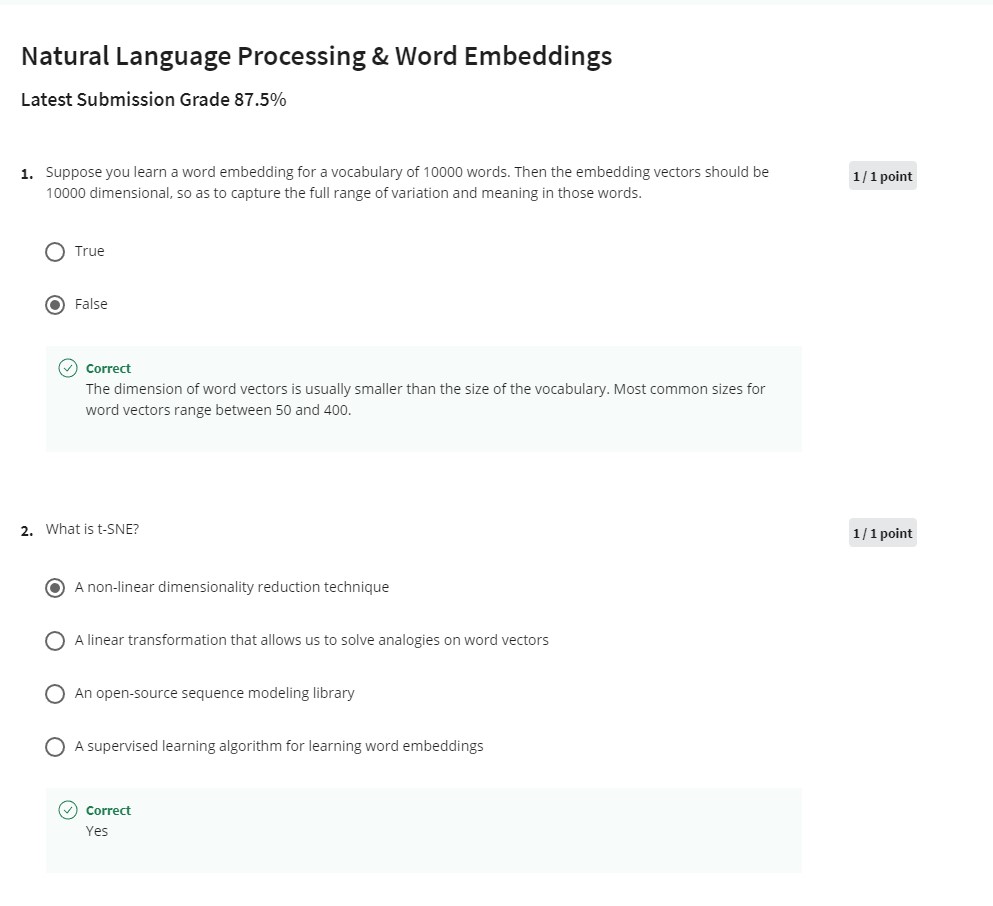 Natural Language Processing & Word Embeddings
Latest Submission Grade 87.5%
1. Suppose you learn a word embedding for a vocabulary of 10000 words. Then the embedding vectors should be
10000 dimensional, so as to capture the full range of variation and meaning in those words.
1 / 1 point
True
False
Correct
The dimension of word vectors is usually smaller than the size of the vocabulary. Most common sizes for
word vectors range between 50 and 400.
2. What is t-SNE?
1 / 1 point
A non-linear dimensionality reduction technique
A linear transformation that allows us to solve analogies on word vectors
An open-source sequence modeling library
A supervised learning algorithm for learning word embeddings
Correct
Yes